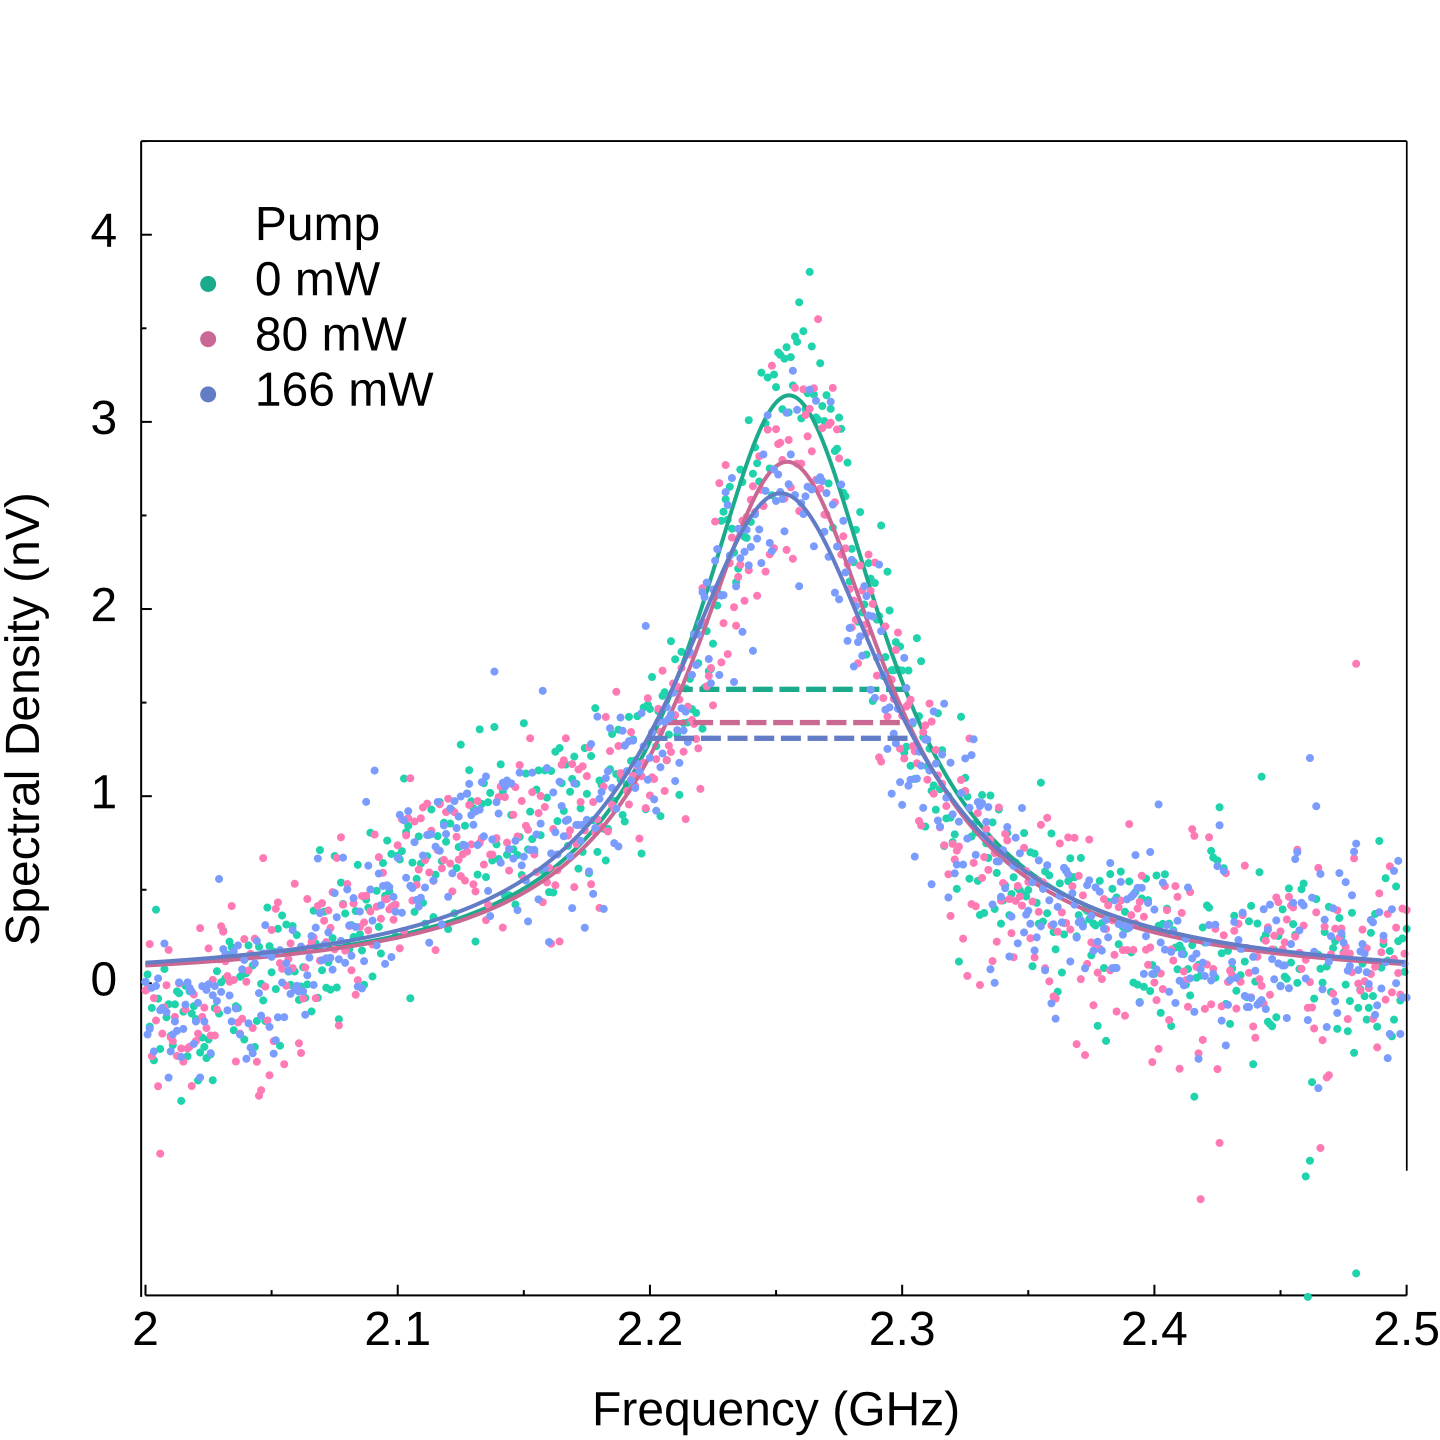 Pump
0 mW
80 mW
166 mW
4
3
2
1
0
Spectral Density (nV)
2 2.1 2.2 2.3 2.4 2.5
Frequency (GHz)